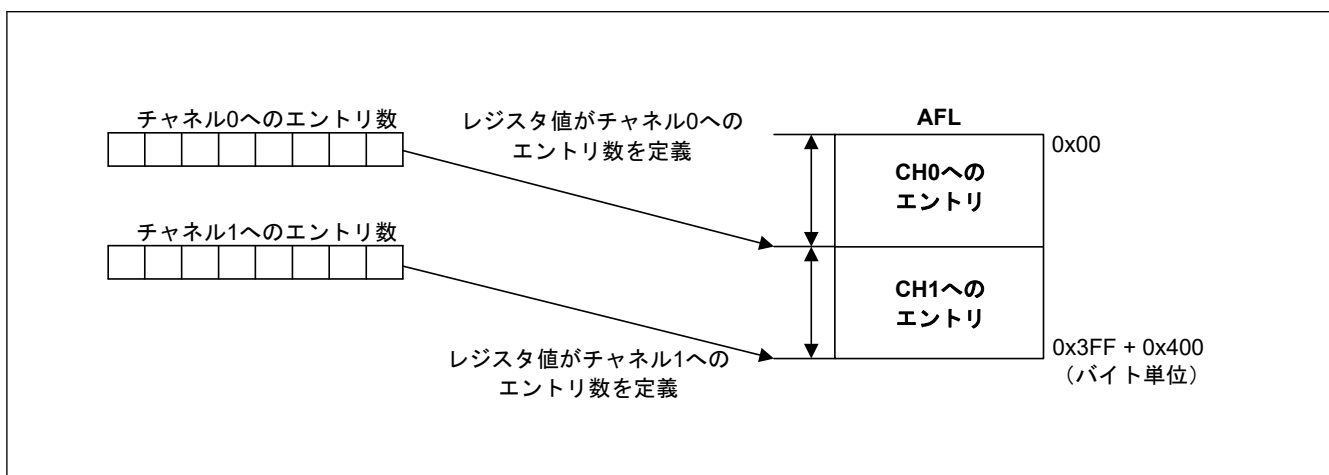 チャネル0へのエントリ数
レジスタ値がチャネル0への
エントリ数を定義
AFL
0x00
CH0への
エントリ
チャネル1へのエントリ数
CH1への
エントリ
レジスタ値がチャネル1への
エントリ数を定義
0x3FF + 0x400
（バイト単位）